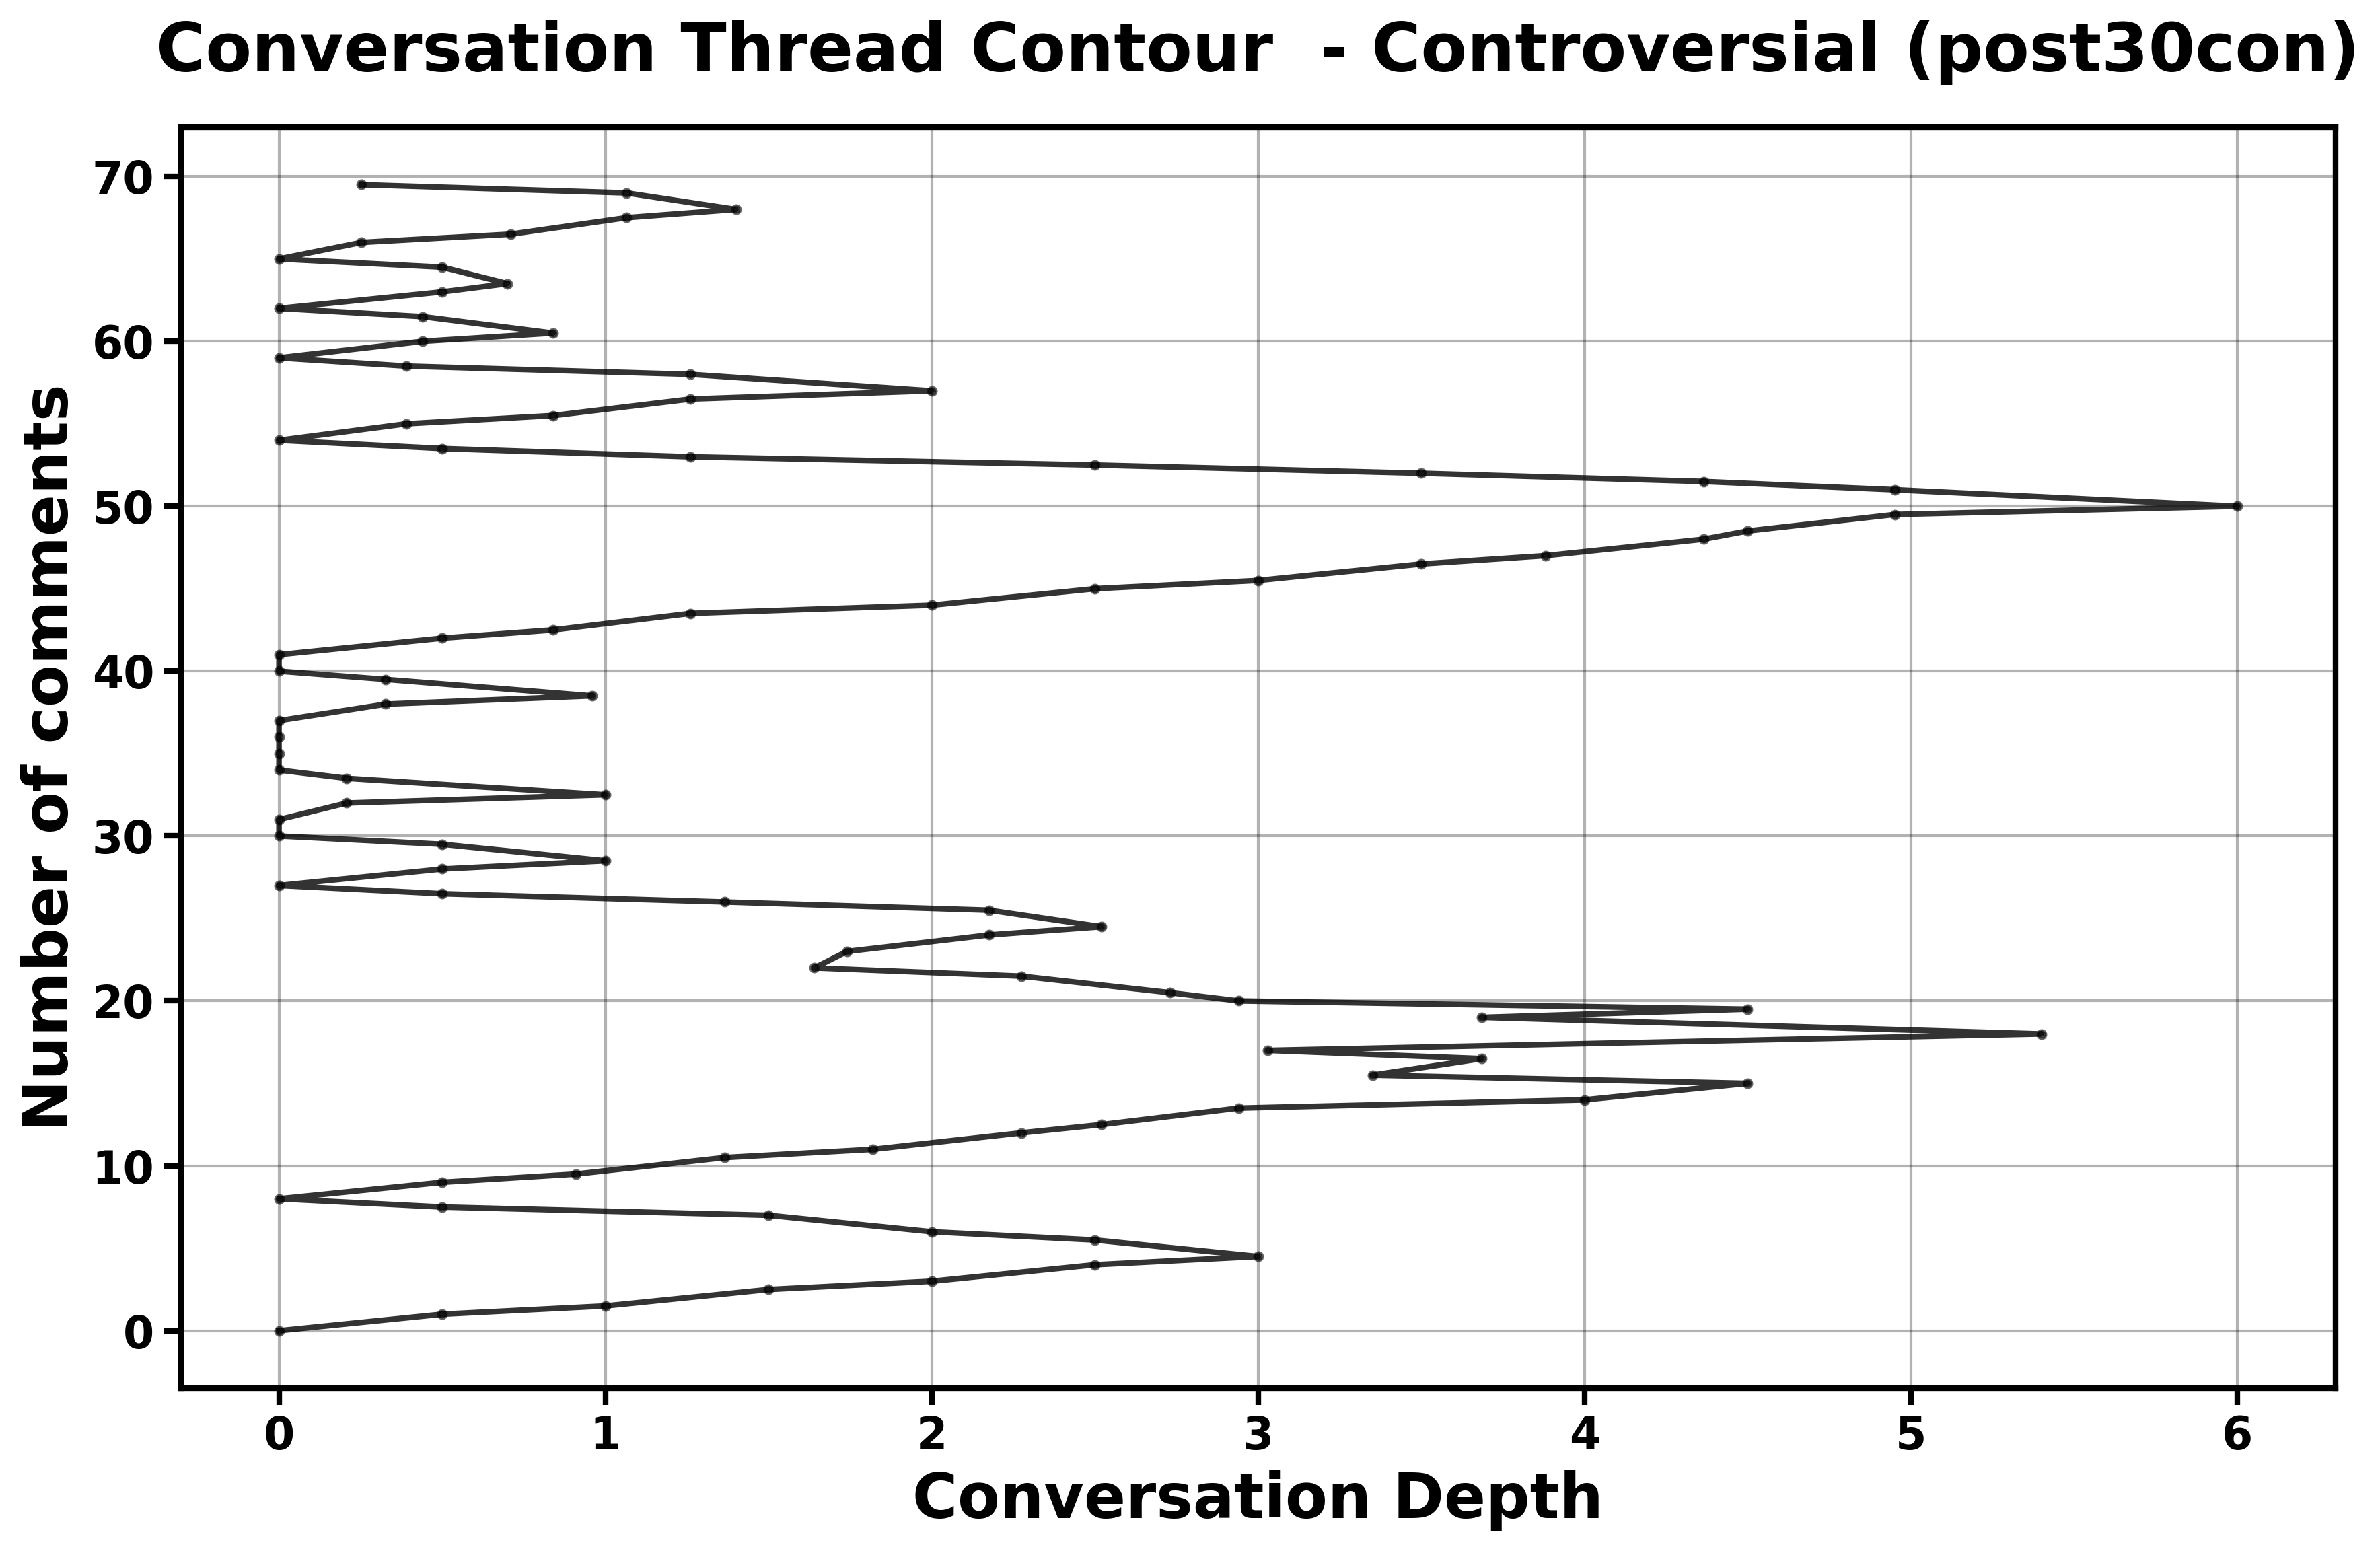 Conversation Thread Contour  - Controversial (post30con)
Number of comments
70
60
50
40
30
20
10
0
0 1 2 3 4 5 6
Conversation Depth